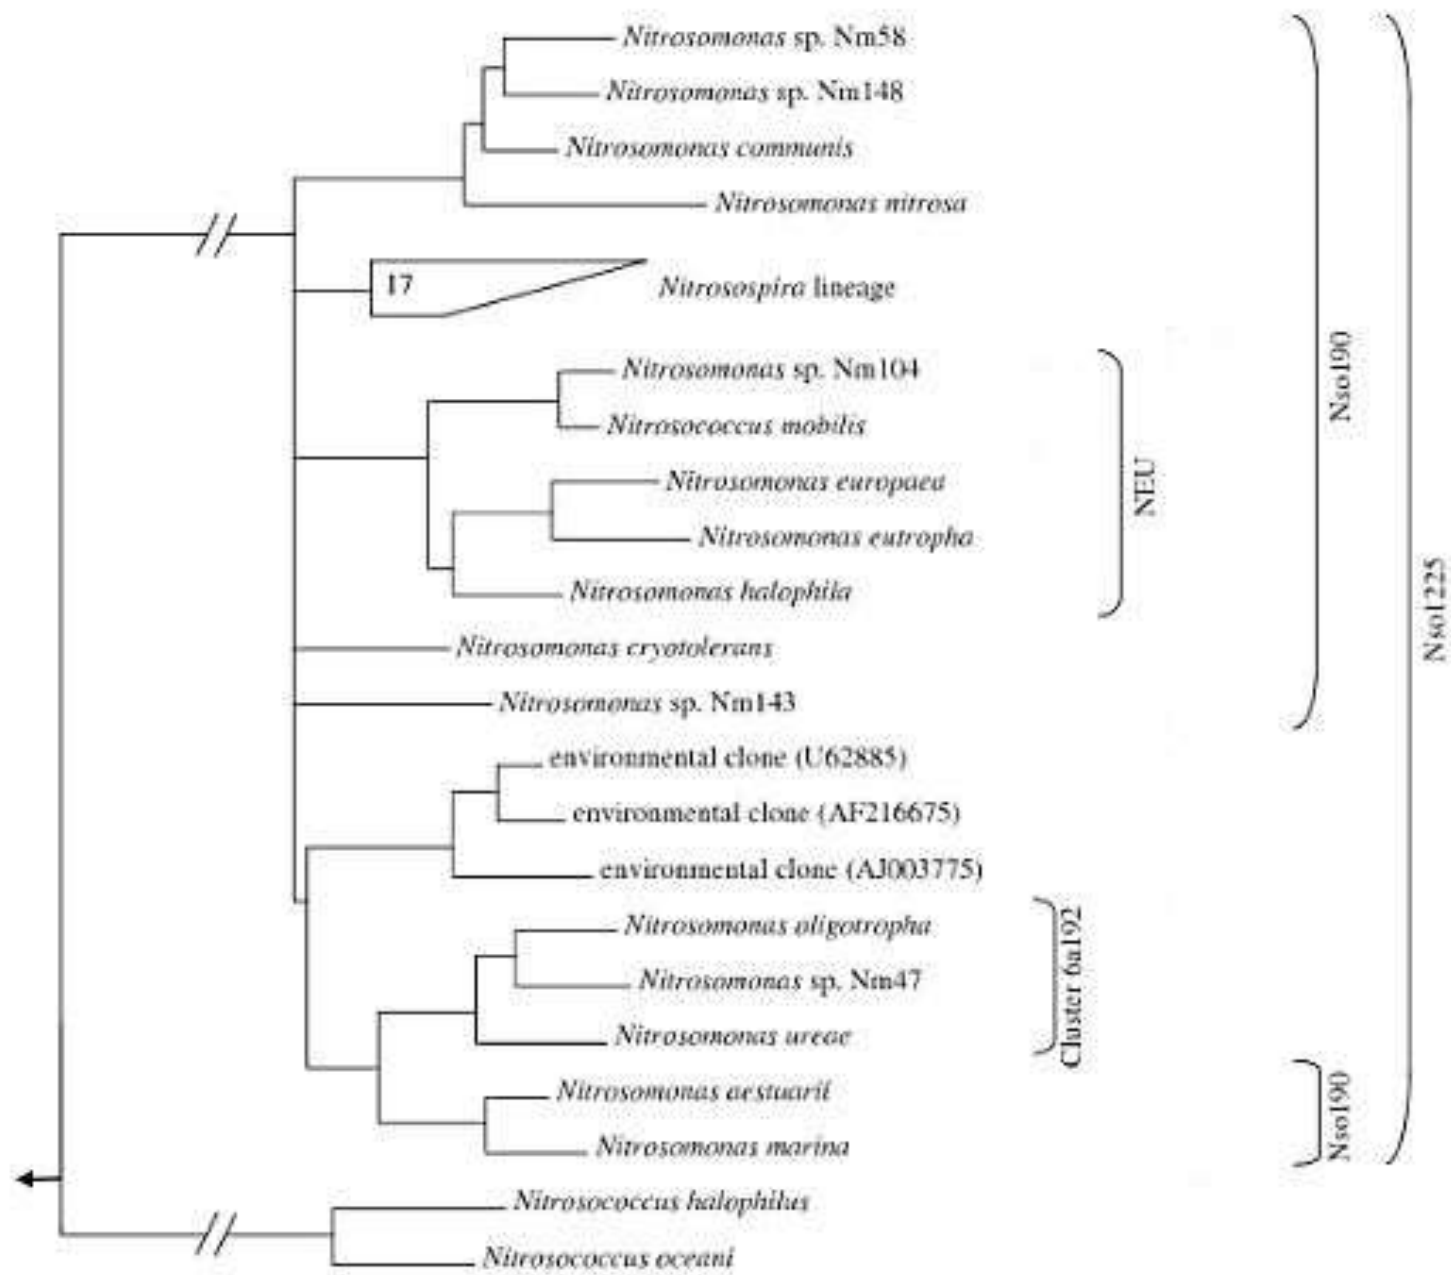 Nitrosomonas sp. Nm58
Nitrosomonas sp. Nm148
Nitrosomonas communis
Nitrosomonas nitrosa
17
Nitrosospira lineage
Nitrosomonas sp. Nm104
Nitrosococcus mobilis
Nitrosomonas europaea
Nitrosomonas eutropha
Nitrosomonas halophila
Nitrosomonas cryotolerans
Nitrosomonas sp. Nm143
environmental clone (U62885)
environmental clone (AF216675)
environmental clone (AJ003775)
Nitrosomonas oligotropha
Nitrosomonas sp. Nm47
Nitrosomonas ureae
Nitrosomonas aestuarii
Nitrosomonas marina
Nitrosococcus halophilus
Nitrosococcus oceani
NEU
Cluster 6a192
Nso190
Nso190
Nso1225